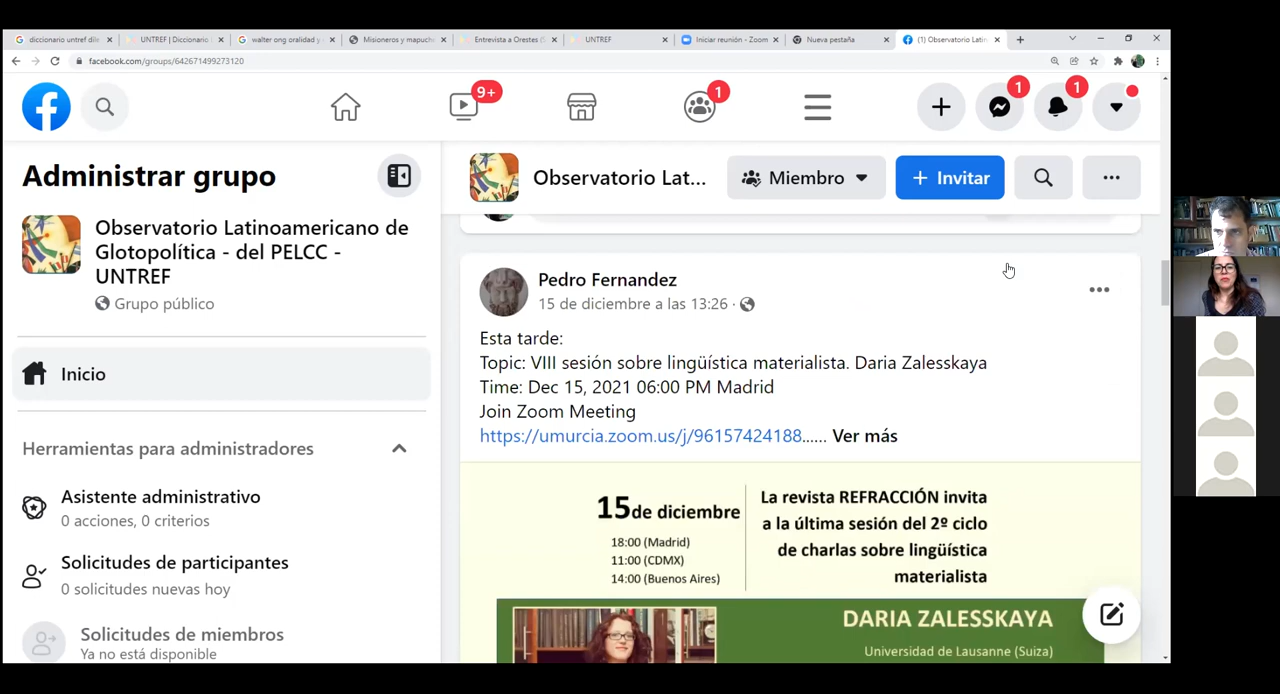 diccionario untref dile
UNTREF | Diccionario
walter ong oralidad y
Misioneros y mapuch
Entrevista a Orestes (
UNTREF
Iniciar reunión - Zoom
Nueva pestaña
(1) Observatorio Latin
facebook.com/groups/642671499273120
9+
1
1
1
Administrar grupo
Observatorio Latinoamericano de
Glotopolítica - del PELCC -
UNTREF
Grupo público
Inicio
Herramientas para administradores
Asistente administrativo
0 acciones, 0 criterios
Solicitudes de participantes
0 solicitudes nuevas hoy
Solicitudes de miembros
Ya no está disponible
Observatorio Lat...
Miembro
+ Invitar
Pedro Fernandez
15 de diciembre a las 13:26 ·
Esta tarde:
Topic: VIII sesión sobre lingüística materialista. Daria Zalesskaya
Time: Dec 15, 2021 06:00 PM Madrid
Join Zoom Meeting
https://umurcia.zoom.us/j/96157424188...... Ver más
15 de diciembre
18:00 (Madrid)
11:00 (CDMX)
14:00 (Buenos Aires)
La revista REFRACCIÓN invita
a la última sesión del 2º ciclo
de charlas sobre lingüística
materialista
DARIA ZALESSKAYA
Universidad de Lausanne (Suiza)